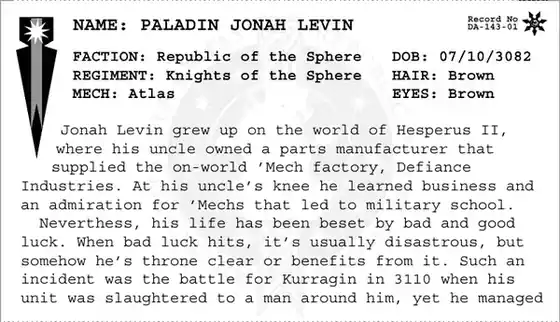 NAME: PALADIN JONAH LEVIN
Record No
DA-143-01
FACTION: Republic of the Sphere DOB: 07/10/3082
REGIMENT: Knights of the Sphere HAIR: Brown
MECH: Atlas EYES: Brown
Jonah Levin grew up on the world of Hesperus II,
where his uncle owned a parts manufacturer that
supplied the on-world ’Mech factory, Defiance
Industries. At his uncle’s knee he learned business and
an admiration for ’Mechs that led to military school.
Neverthess, his life has been beset by bad and good
luck. When bad luck hits, it’s usually disastrous, but
somehow he’s throne clear or benefits from it. Such an
incident was the battle for Kurragin in 3110 when his
unit was slaughtered to a man around him, yet he managed